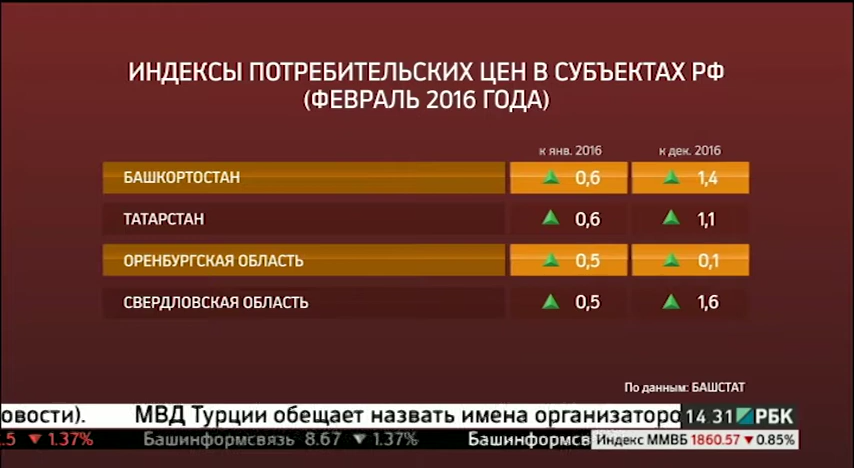 ИНДЕКСЫ ПОТРЕБИТЕЛЬСКИХ ЦЕН В СУБЪЕКТАХ РФ
(ФЕВРАЛЬ 2016 ГОДА)
к янв. 2016 к дек. 2016
БАШКОРТОСТАН 0,6 1,4
ТАТАРСТАН 0,6 1,1
ОРЕНБУРГСКАЯ ОБЛАСТЬ 0,5 0,1
СВЕРДЛОВСКАЯ ОБЛАСТЬ 0,5 1,6
По данным: БАШСТАТ
овости). МВД Турции обещает назвать имена организаторо 14 31 РБК
.5 ▼ 1.37% Башинформсвязь 8.67 ▼ 1.37% Башинформсв Индекс ММВБ 1860.57 ▼ 0.85%